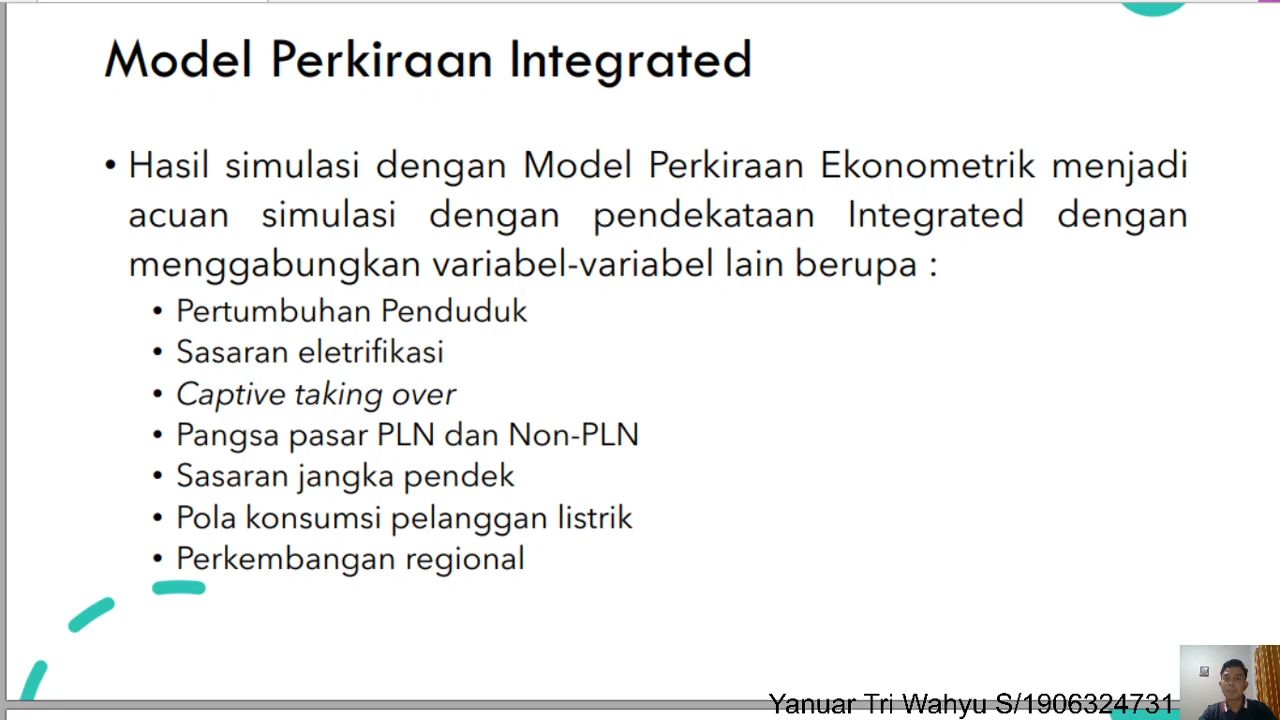 Model Perkiraan Integrated
• Hasil simulasi dengan Model Perkiraan Ekonometrik menjadi
acuan simulasi dengan pendekataan Integrated dengan
menggabungkan variabel-variabel lain berupa :
• Pertumbuhan Penduduk
• Sasaran eletrifikasi
• Captive taking over
• Pangsa pasar PLN dan Non-PLN
• Sasaran jangka pendek
• Pola konsumsi pelanggan listrik
• Perkembangan regional
Yanuar Tri Wahyu S/1906324731